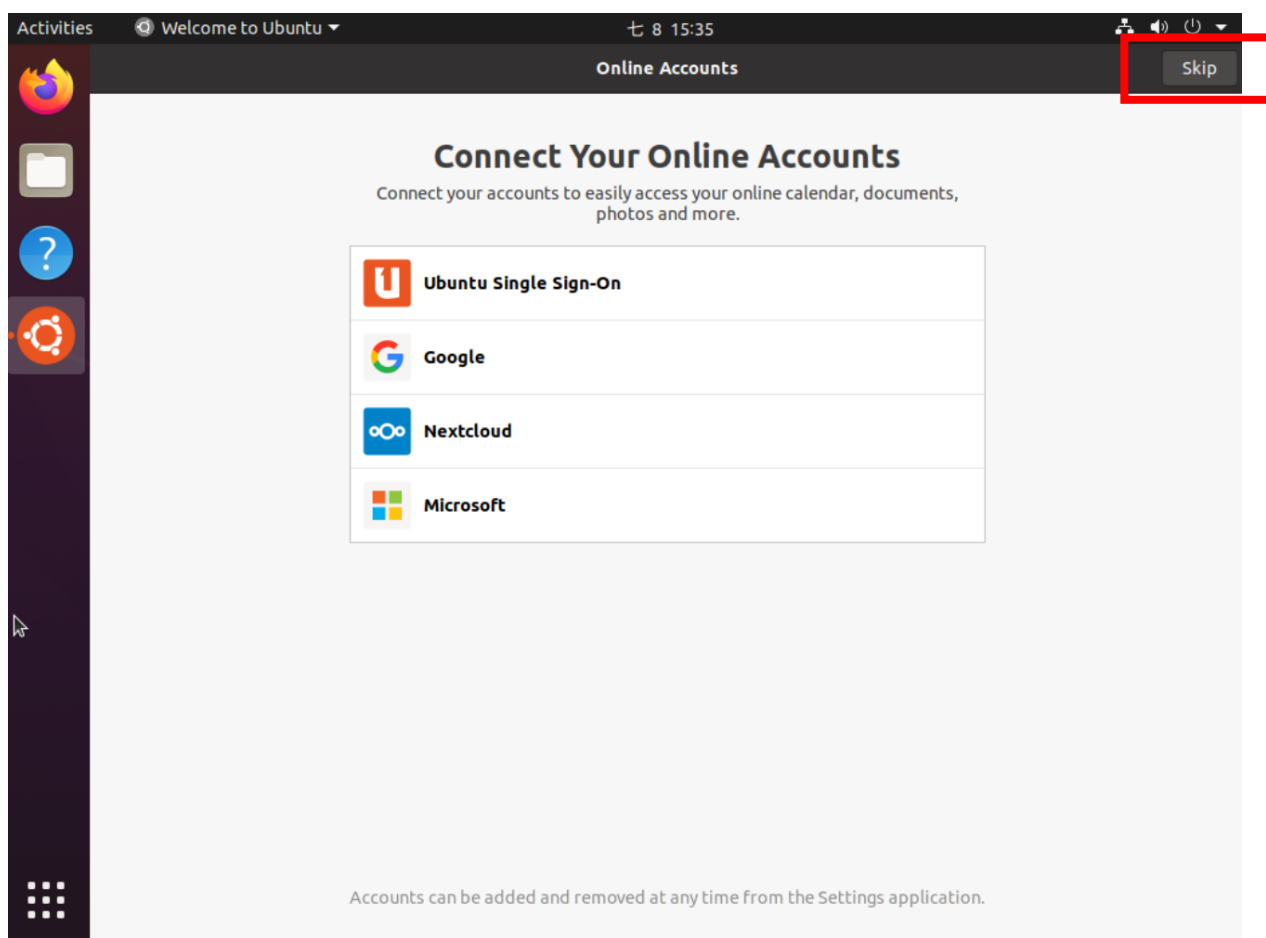 Activities Welcome to Ubuntu 七 8 15:35
Online Accounts Skip
Connect Your Online Accounts
Connect your accounts to easily access your online calendar, documents,
photos and more.
Ubuntu Single Sign-On
Google
Nextcloud
Microsoft
Accounts can be added and removed at any time from the Settings application.